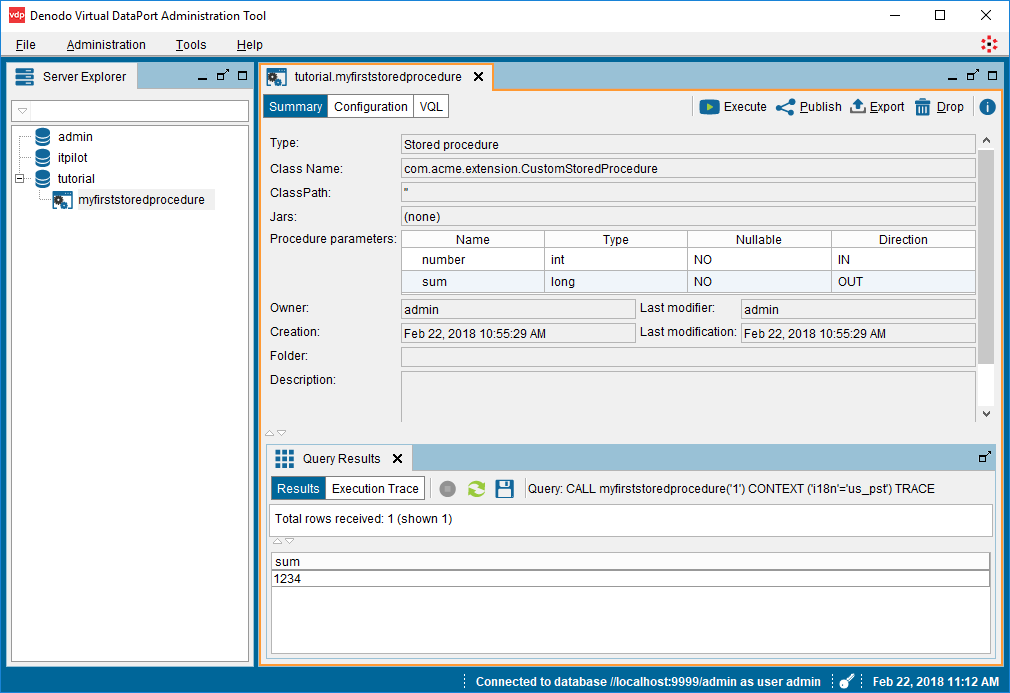 vdp Denodo Virtual DataPort Administration Tool
File Administration Tools Help
Server Explorer
admin
itpilot
tutorial
myfirststoredprocedure
tutorial.myfirststoredprocedure
Summary Configuration VQL Execute Publish Export Drop
Type: Stored procedure
Class Name: com.acme.extension.CustomStoredProcedure
ClassPath: "
Jars: (none)
Procedure parameters: Name Type Nullable Direction
number int NO IN
sum long NO OUT
Owner: admin Last modifier: admin
Creation: Feb 22, 2018 10:55:29 AM Last modification: Feb 22, 2018 10:55:29 AM
Folder:
Description:
Query Results
Results Execution Trace Query: CALL myfirststoredprocedure('1') CONTEXT ('i18n'='us_pst') TRACE
Total rows received: 1 (shown 1)
sum
1234
Connected to database //localhost:9999/admin as user admin Feb 22, 2018 11:12 AM